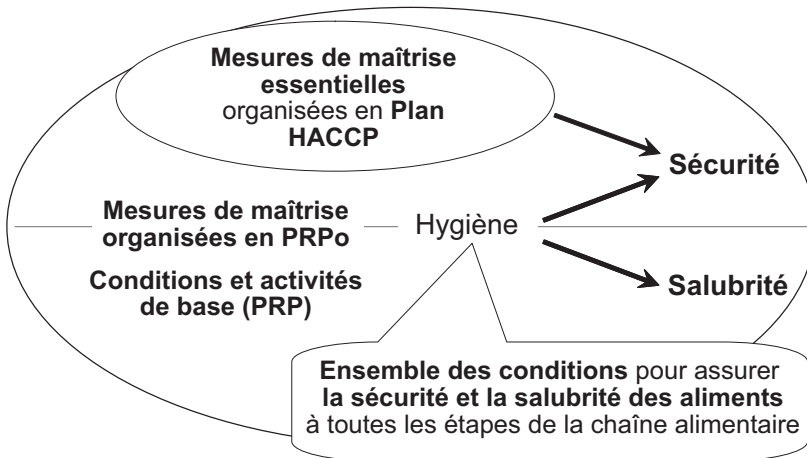 Mesures de maîtrise
essentielles
organisées en Plan
HACCP
Sécurité
Mesures de maîtrise
organisées en PRPo
Hygiène
Conditions et activités
de base (PRP)
Salubrité
Ensemble des conditions pour assurer
la sécurité et la salubrité des aliments
à toutes les étapes de la chaîne alimentaire